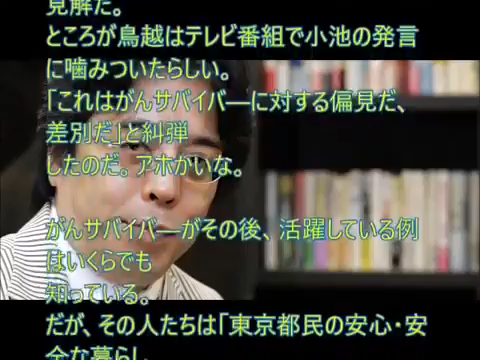 見解だ。
ところが鳥越はテレビ番組で小池の発言
に噛みついたらしい。
「これはがんサバイバーに対する偏見だ、
差別だ」と糾弾
したのだ。アホかいな。
がんサバイバーがその後、活躍している例
はいくらでも
知っている。
だが、その人たちは「東京都民の安心・安
全な暮らし